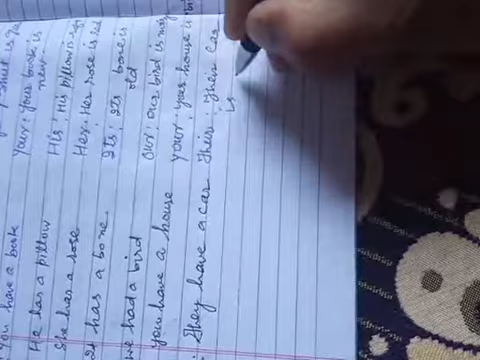 You have a book Your: Your book is
new.
He has a pillow His: His pillow is
She has a rose Her: Her rose is
It has a bone. Its: Its bone is
old
We had a bird Our: Our bird is
You have a house Your: Your house is
They have a car Their: Their car
is